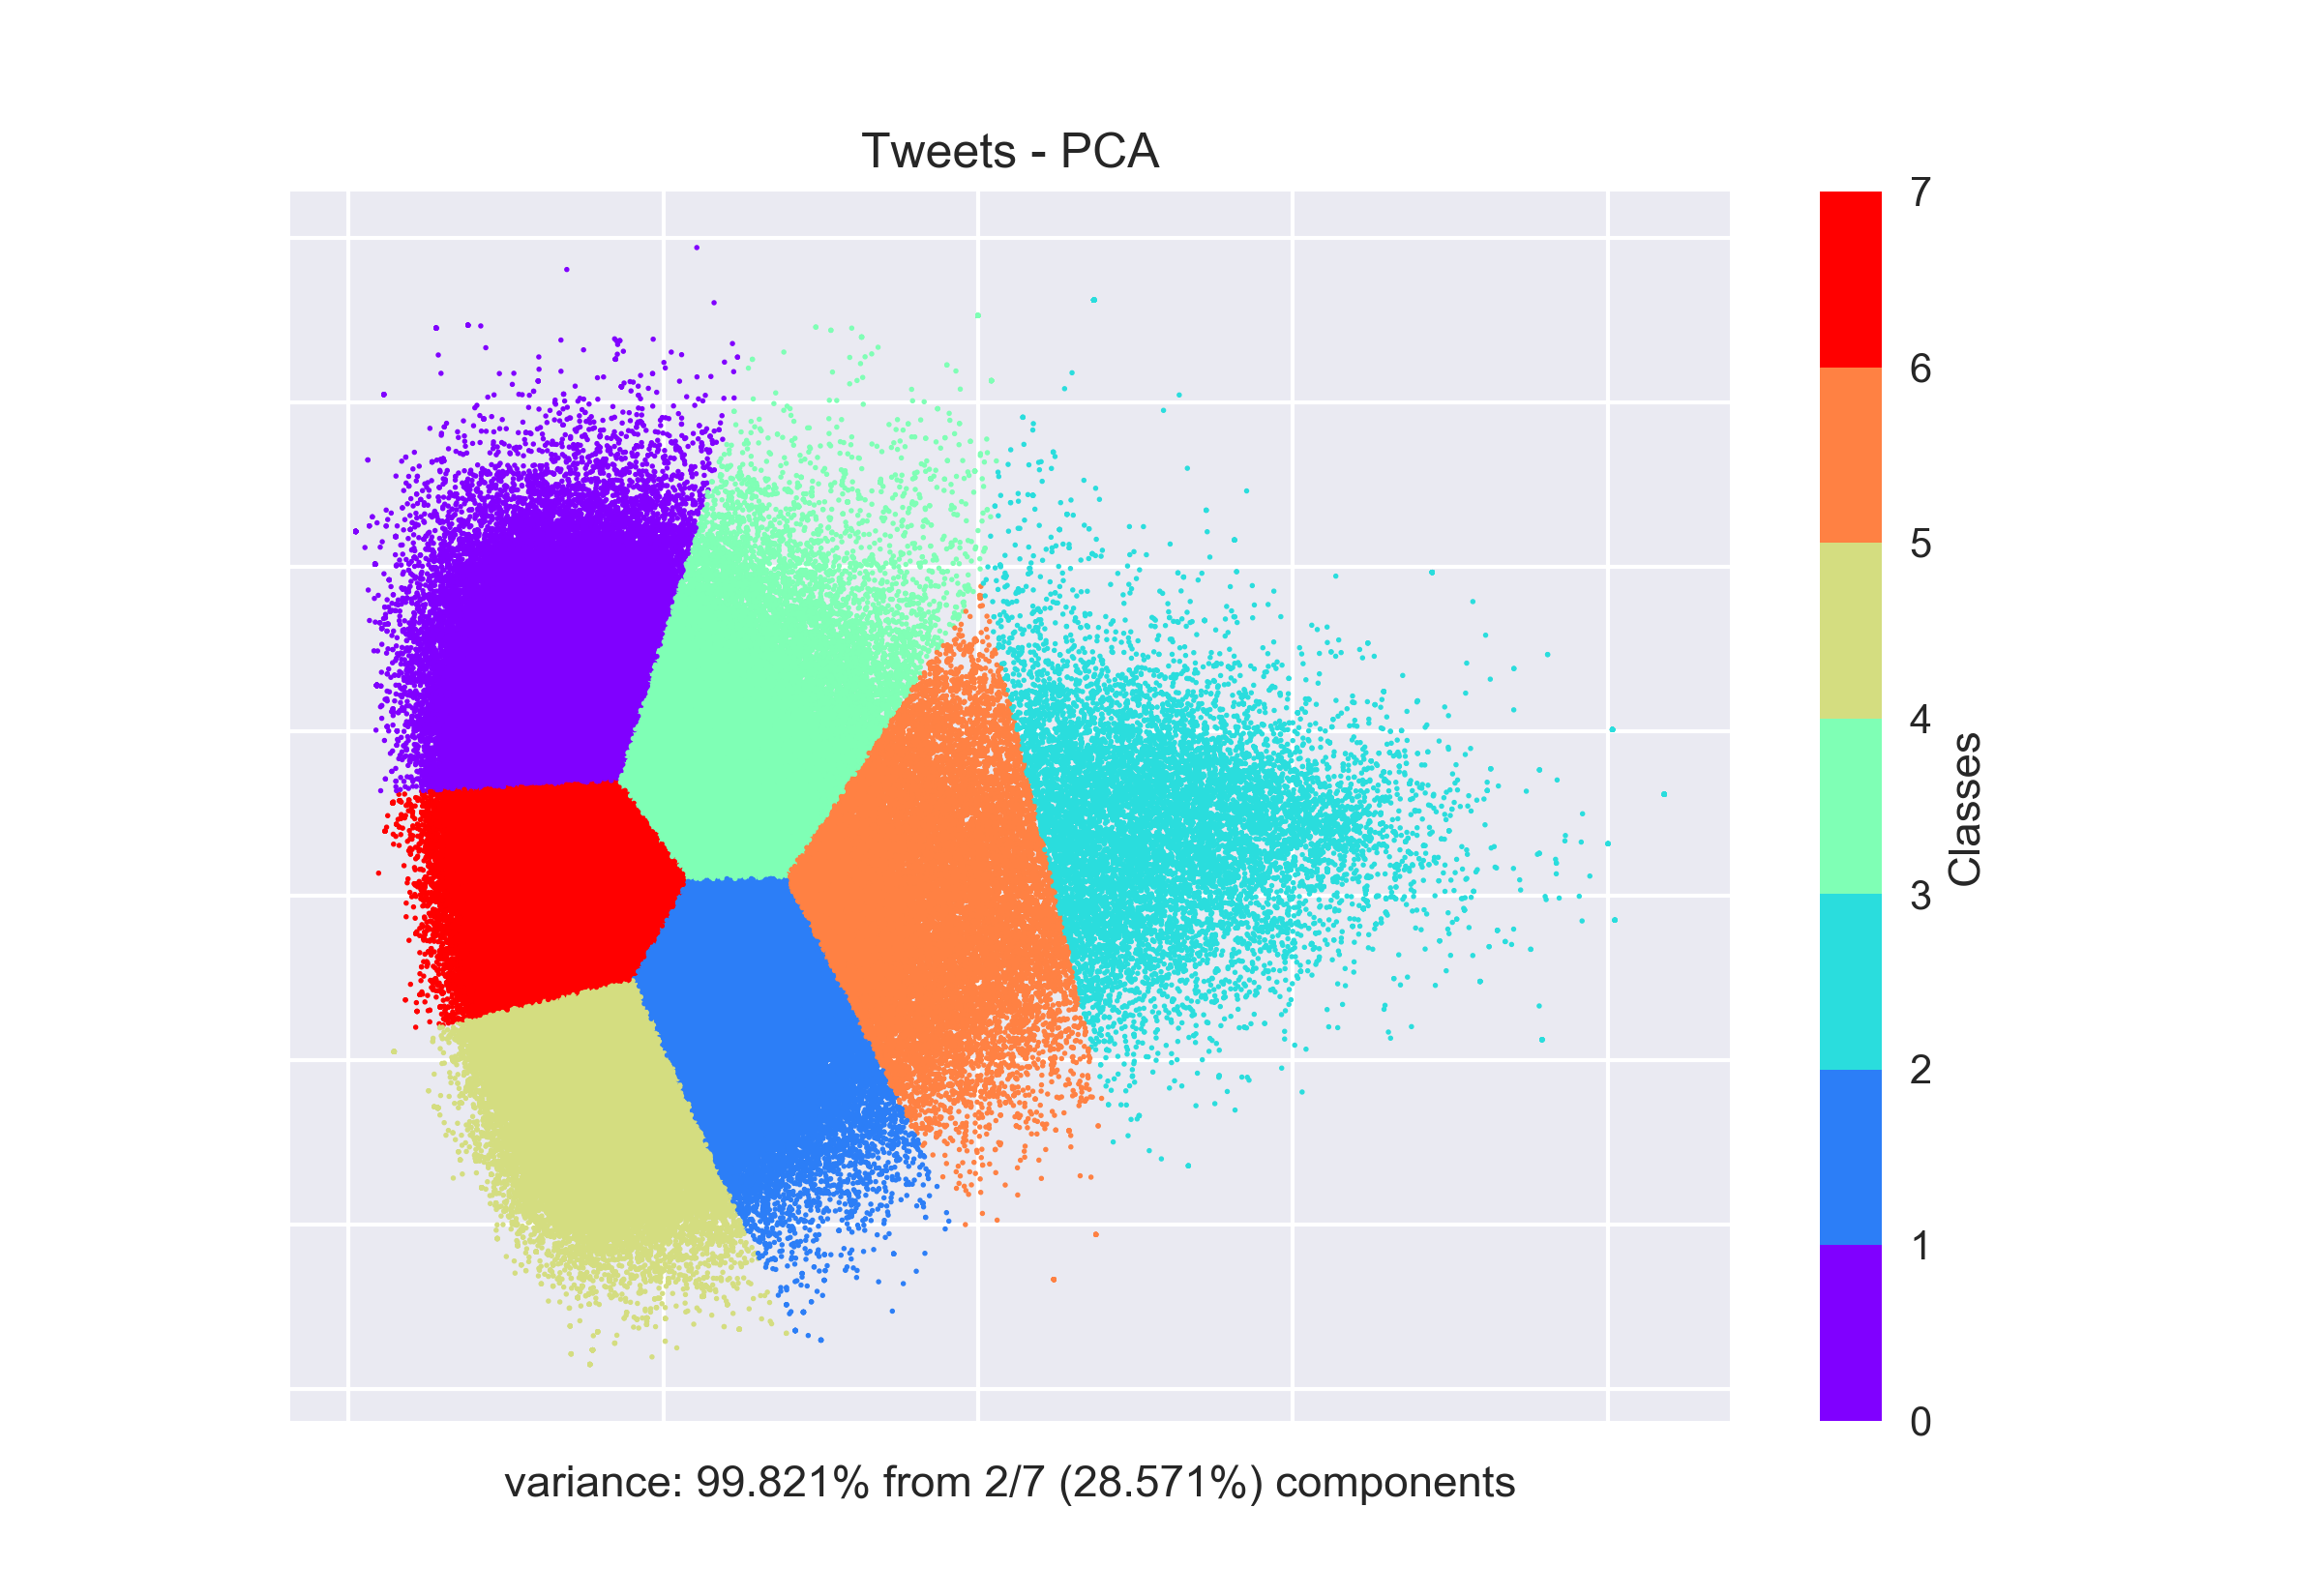 Tweets - PCA
7
6
5
4
3
2
1
0
Classes
variance: 99.821% from 2/7 (28.571%) components